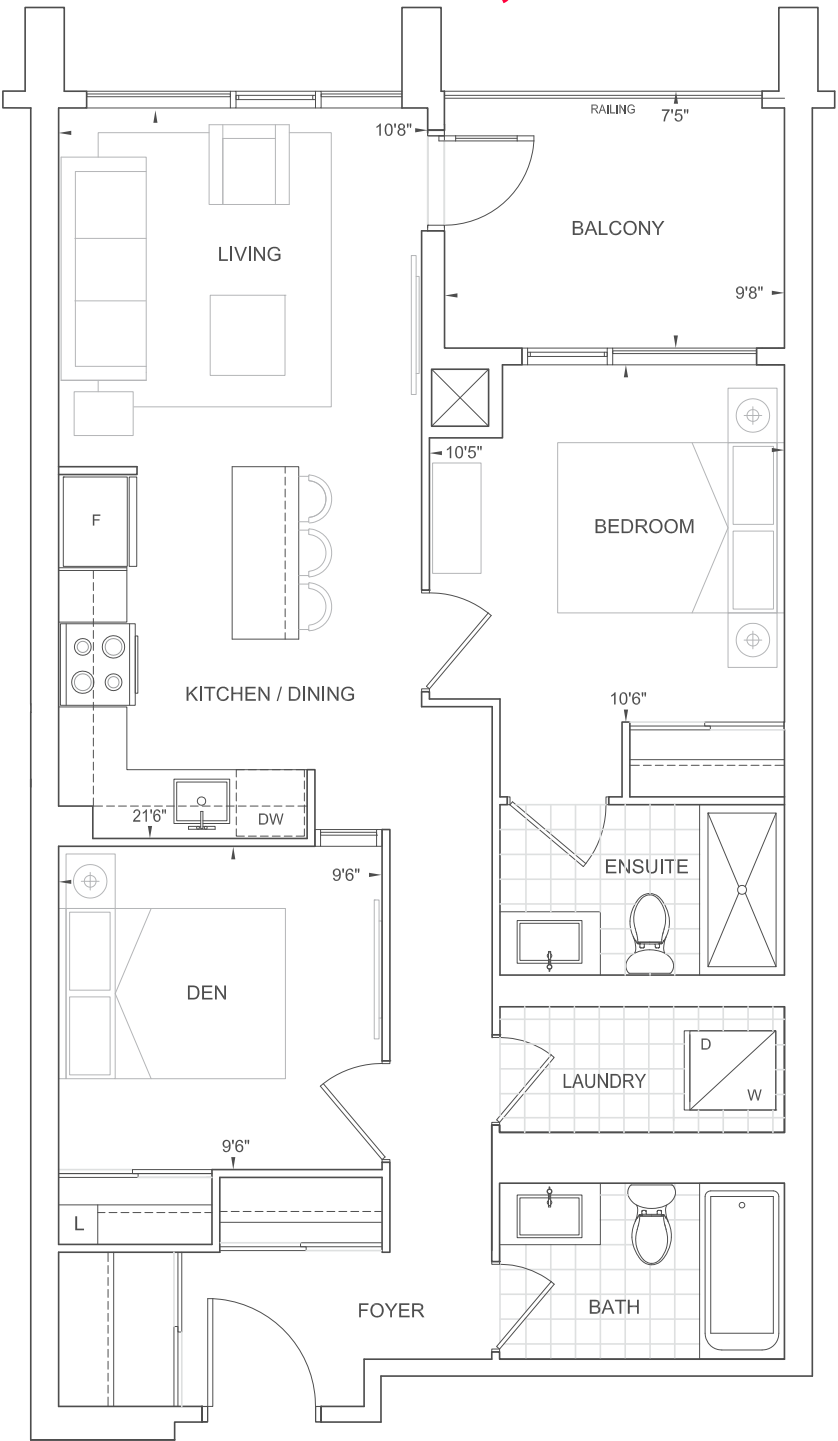 RAILING
7'5"
10'8"
BALCONY
LIVING
9'8"
10'5"
F
BEDROOM
KITCHEN / DINING
10'6"
21'6"
DW
ENSUITE
9'6"
DEN
D
LAUNDRY
W
9'6"
L
FOYER
BATH